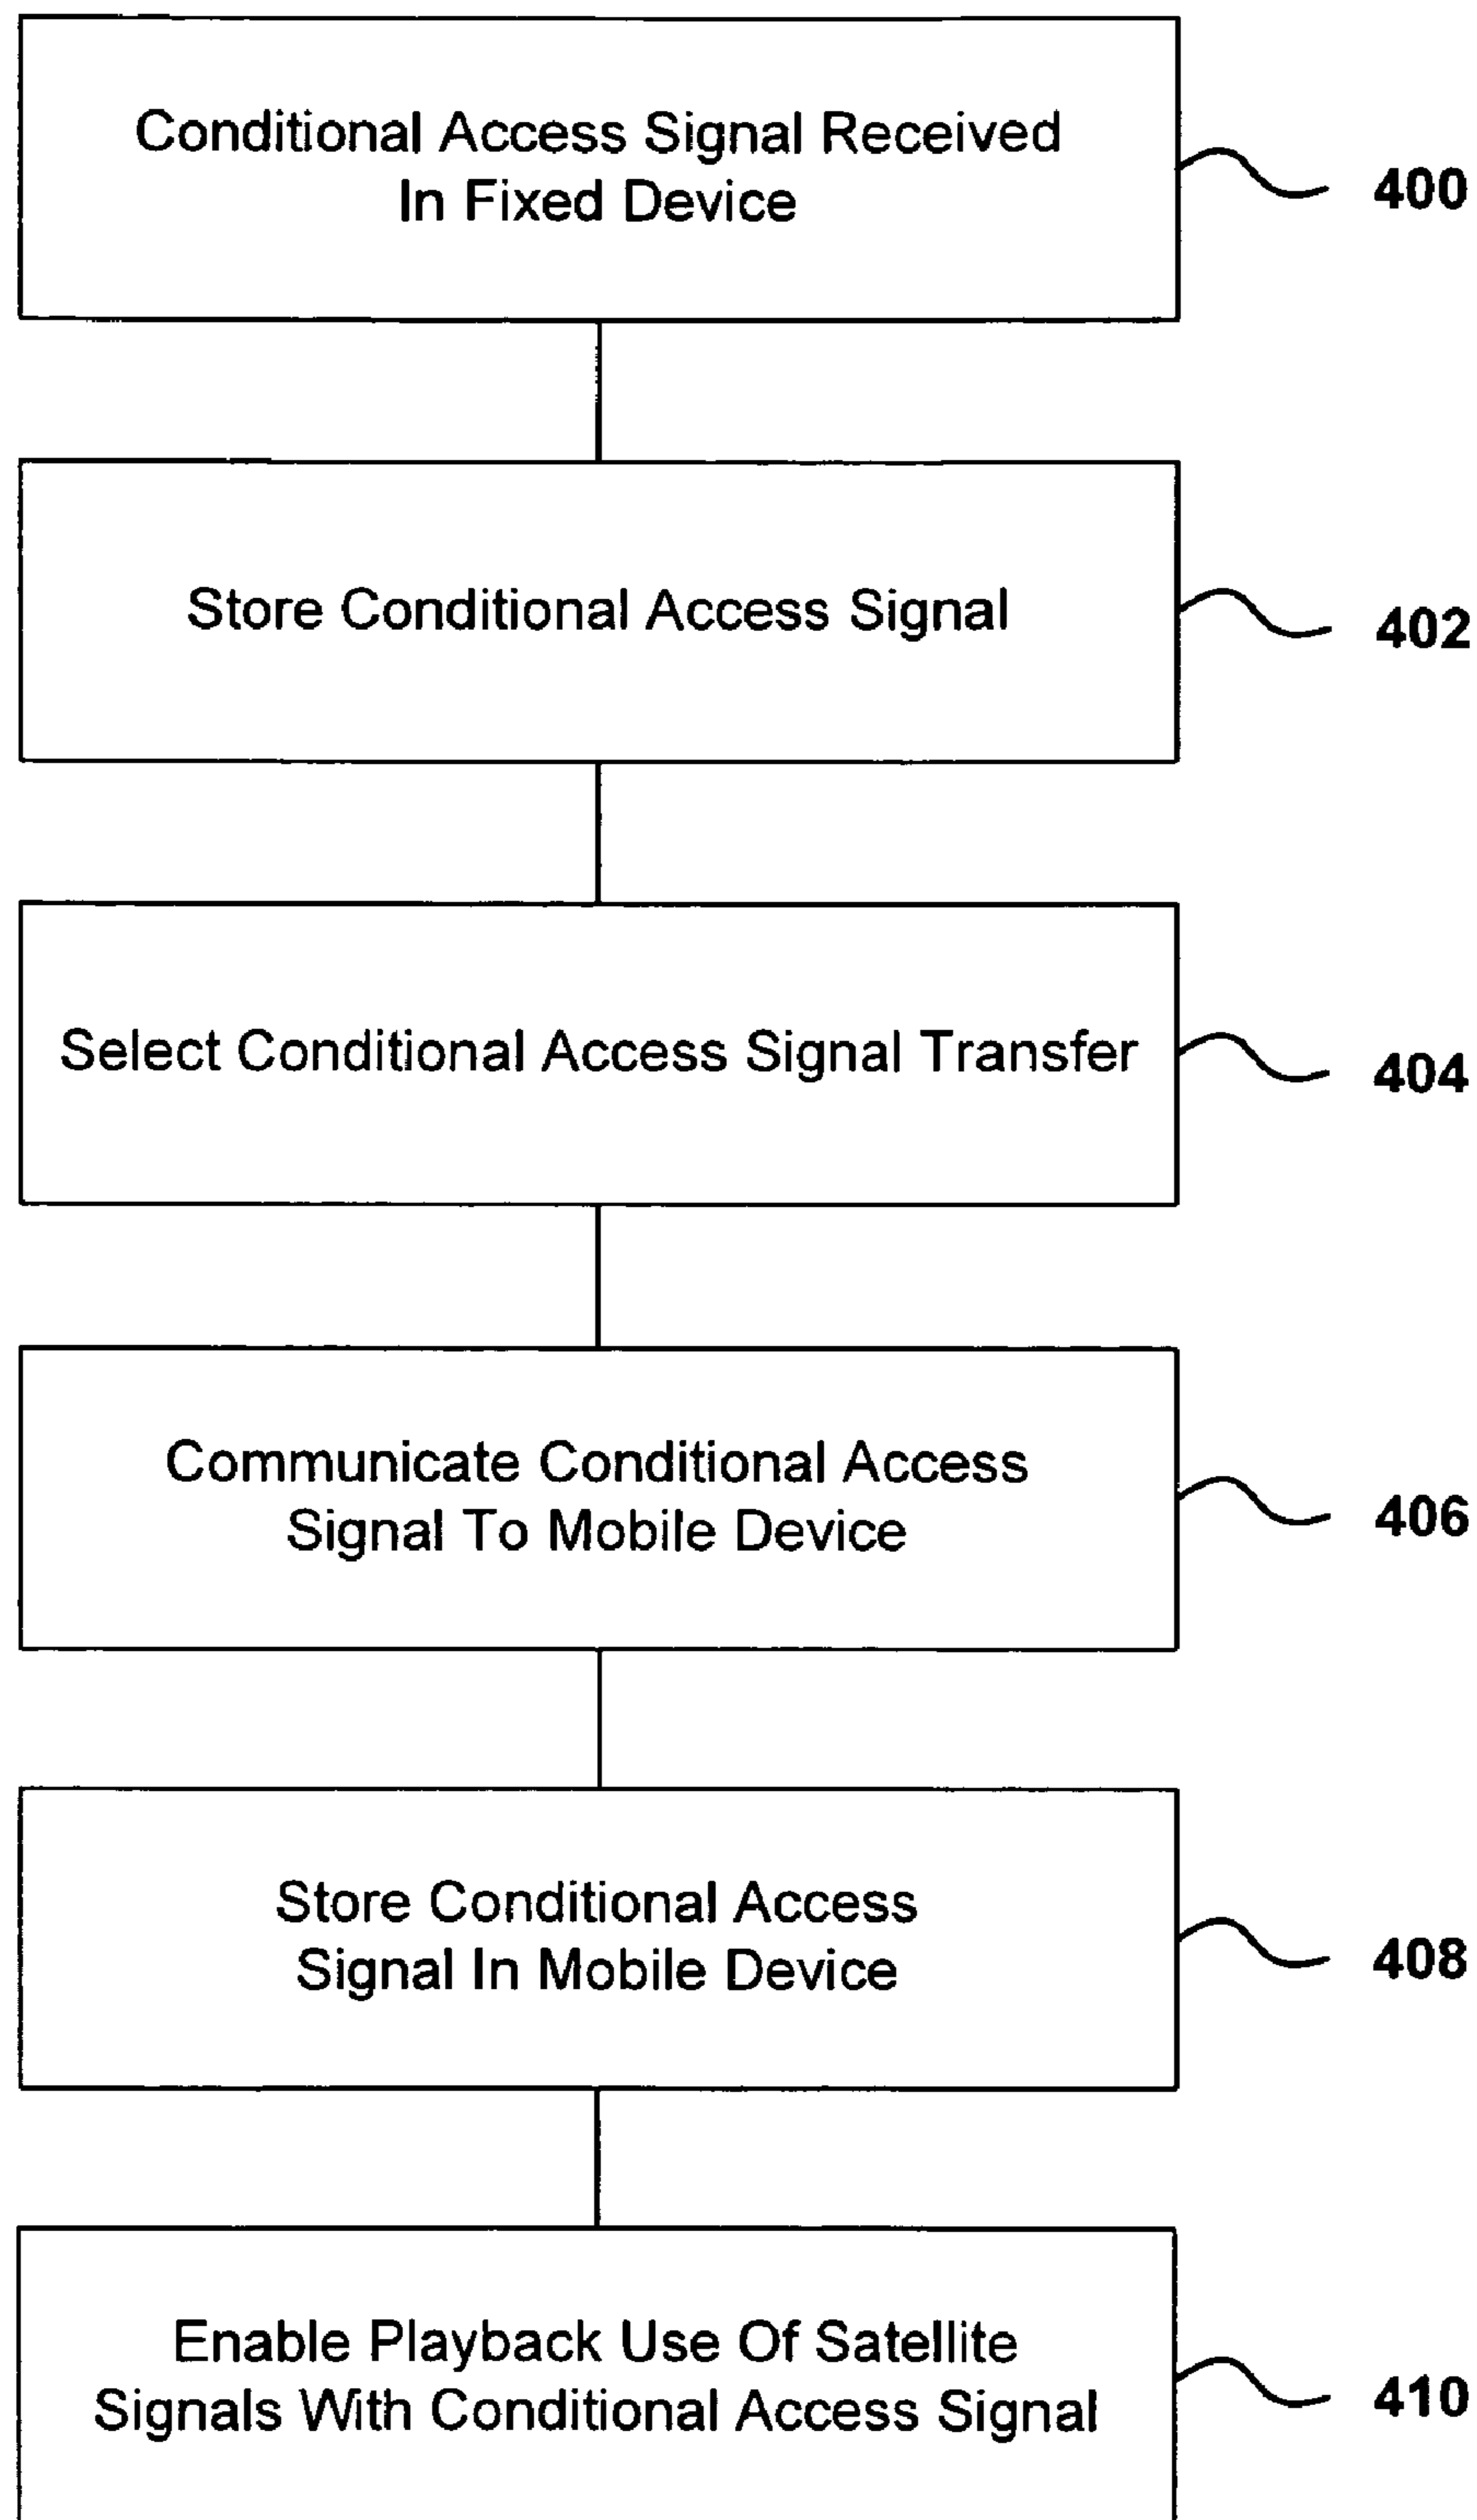 Conditional Access Signal Received
In Fixed Device
400
Store Conditional Access Signal
402
Select Conditional Access Signal Transfer
404
Communicate Conditional Access
Signal To Mobile Device
406
Store Conditional Access
Signal In Mobile Device
408
Enable Playback Use Of Satellite
Signals With Conditional Access Signal
410